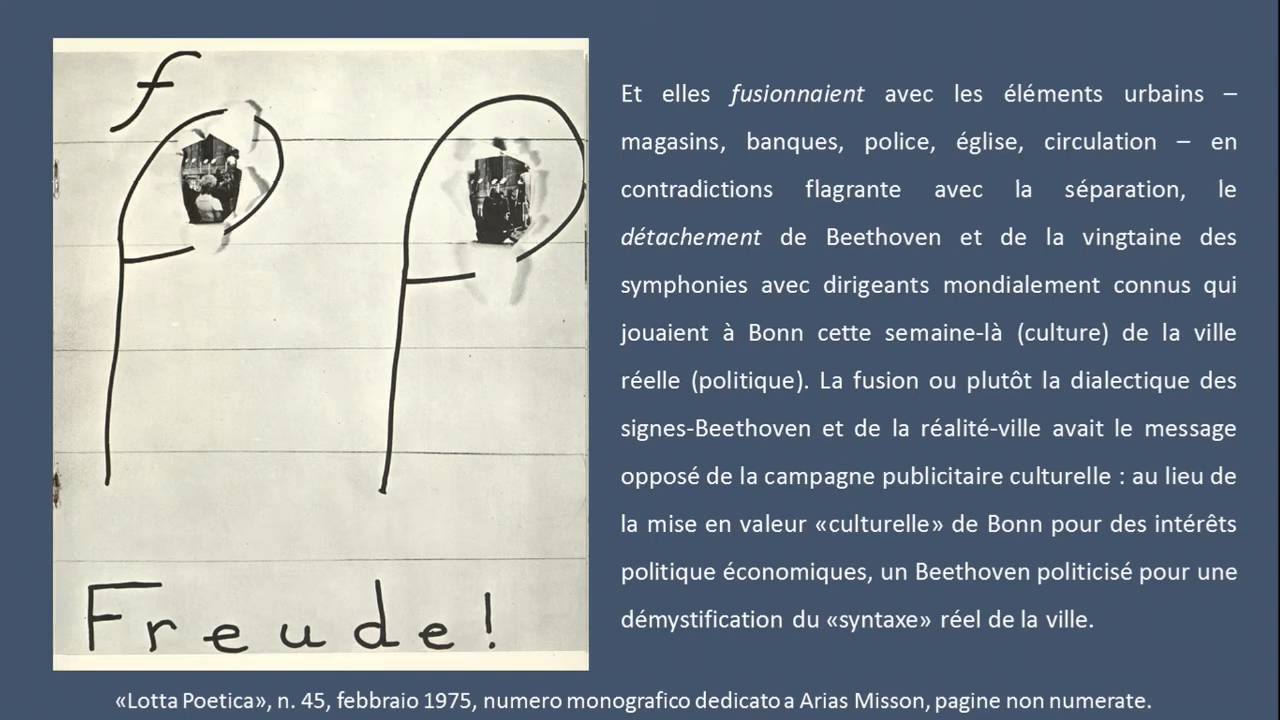 f
Freude!
Et elles fusionnaient avec les éléments urbains –
magasins, banques, police, église, circulation – en
contradictions flagrante avec la séparation, le
détachement de Beethoven et de la vingtaine des
symphonies avec dirigeants mondialement connus qui
jouaient à Bonn cette semaine-là (culture) de la ville
réelle (politique). La fusion ou plutôt la dialectique des
signes-Beethoven et de la réalité-ville avait le message
opposé de la campagne publicitaire culturelle : au lieu de
la mise en valeur «culturelle» de Bonn pour des intérêts
politique économiques, un Beethoven politicisé pour une
démystification du «syntaxe» réel de la ville.
«Lotta Poetica», n. 45, febbraio 1975, numero monografico dedicato a Arias Misson, pagine non numerate.